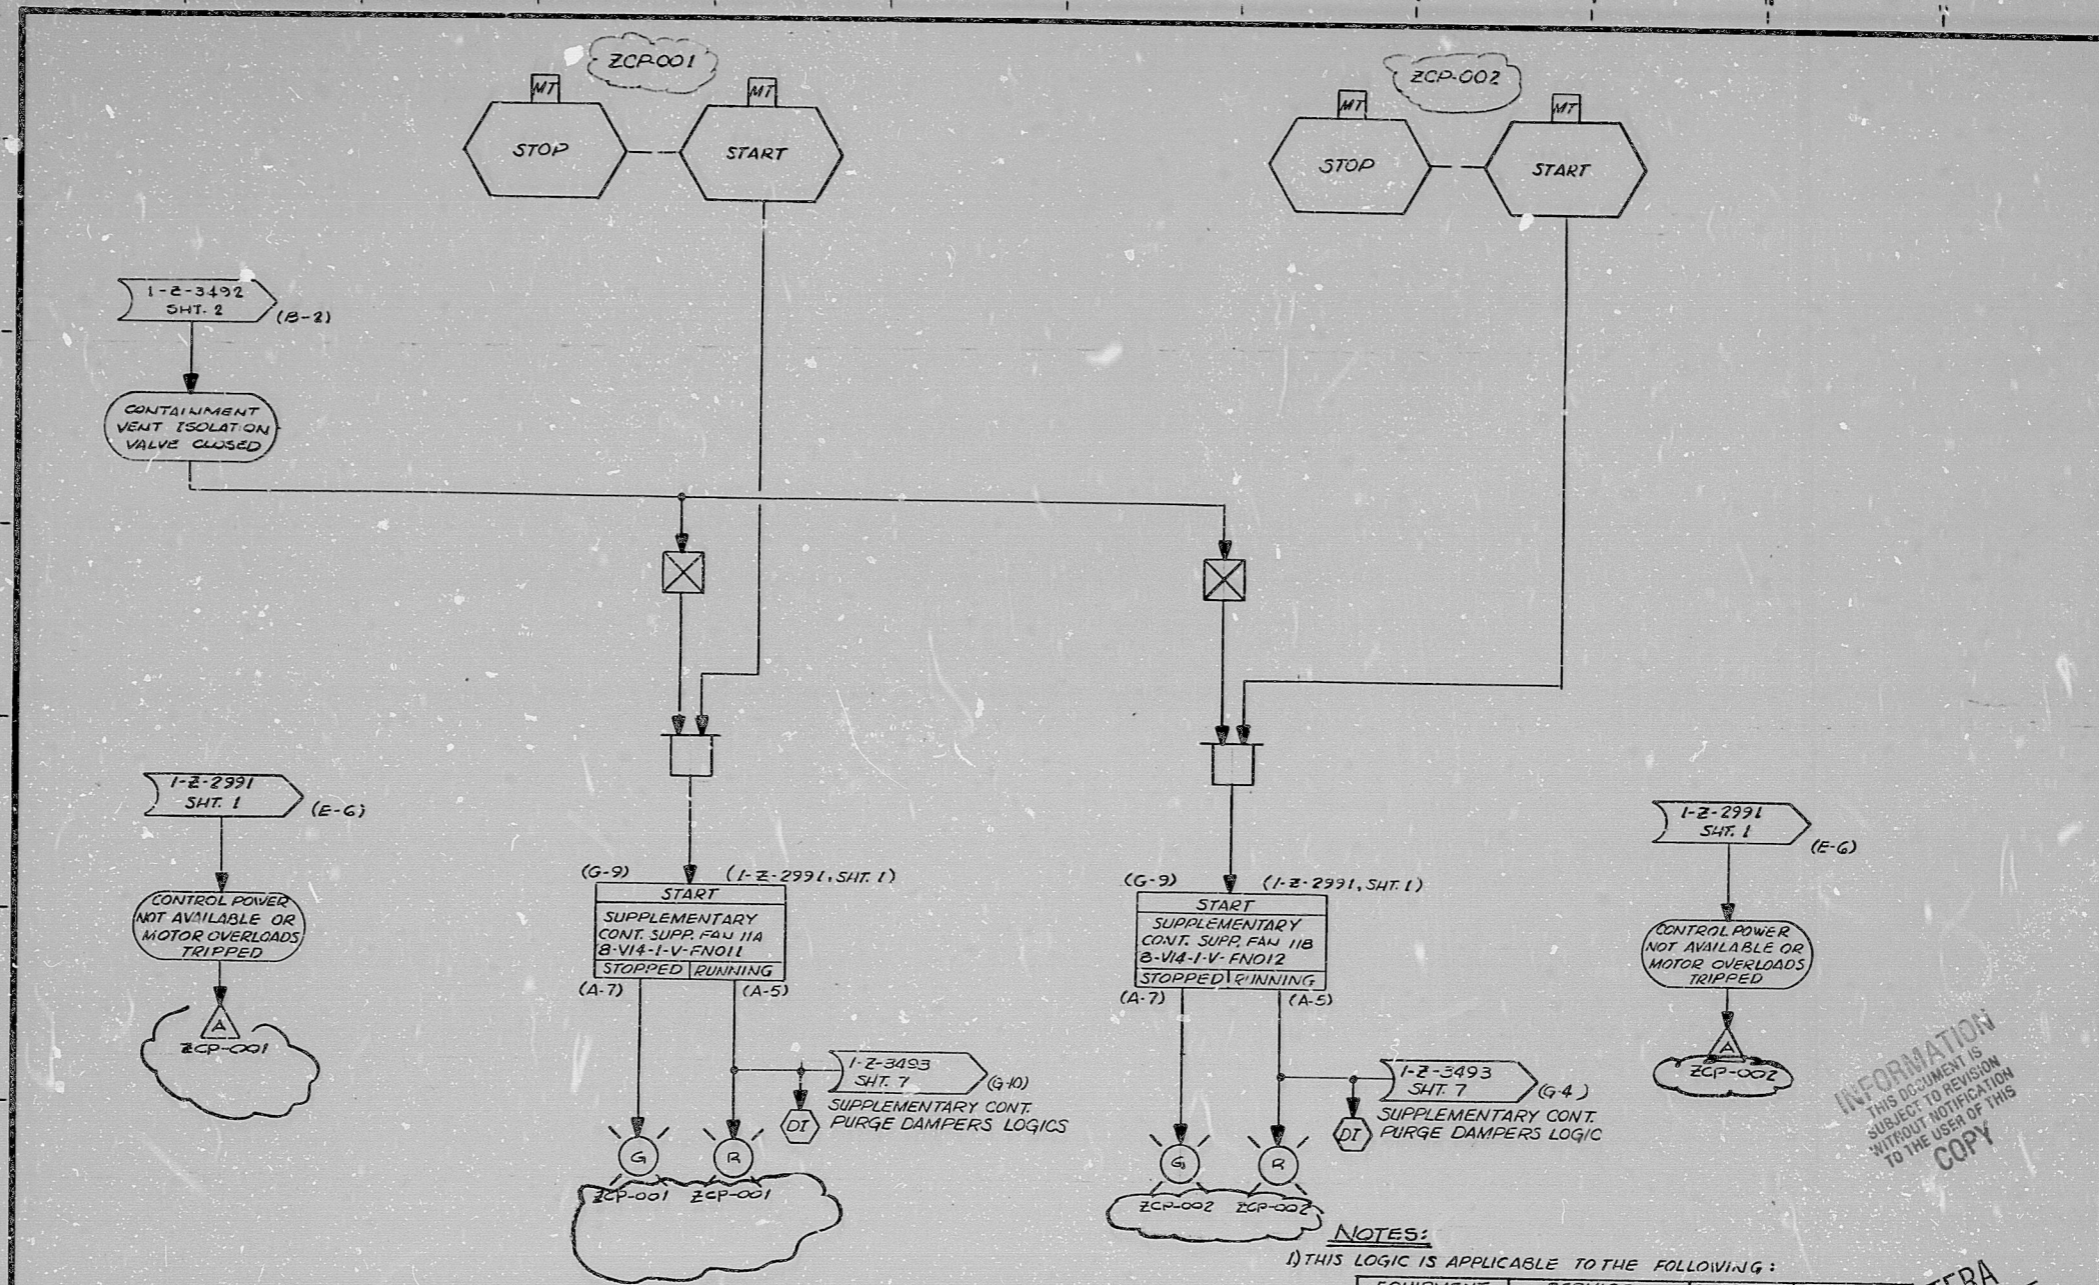 ZCP-001
MT
MT
STOP
START
ZCP-002
MT
MT
STOP
START
1-Z-3492
SHT. 2
(B-2)
CONTAINMENT
VENT ISOLATION
VALVE CLOSED
1-Z-2991
SHT. 1
(E-6)
CONTROL POWER
NOT AVAILABLE OR
MOTOR OVERLOADS
TRIPPED
A
ZCP-001
(G-9)
(1-Z-2991, SHT. 1)
START
SUPPLEMENTARY
CONT. SUPP. FAN 11A
8-V14-1-V-FN011
STOPPED RUNNING
(A-7)
(A-5)
1-Z-3493
SHT. 7
(G-10)
SUPPLEMENTARY CONT.
PURGE DAMPERS LOGICS
DI
G
R
ZCP-001 ZCP-001
(G-9)
(1-Z-2991, SHT. 1)
START
SUPPLEMENTARY
CONT. SUPP. FAN 11B
8-V14-1-V-FN012
STOPPED RUNNING
(A-7)
(A-5)
1-Z-3493
SHT. 7
(G-4)
SUPPLEMENTARY CONT.
PURGE DAMPERS LOGIC
DI
G
R
ZCP-002 ZCP-002
1-Z-2991
SHT. 1
(E-6)
CONTROL POWER
NOT AVAILABLE OR
MOTOR OVERLOADS
TRIPPED
A
ZCP-002
INFORMATION
THIS DOCUMENT IS
SUBJECT TO REVISION
WITHOUT NOTIFICATION
TO THE USER OF THIS
COPY
NOTES:
1) THIS LOGIC IS APPLICABLE TO THE FOLLOWING: